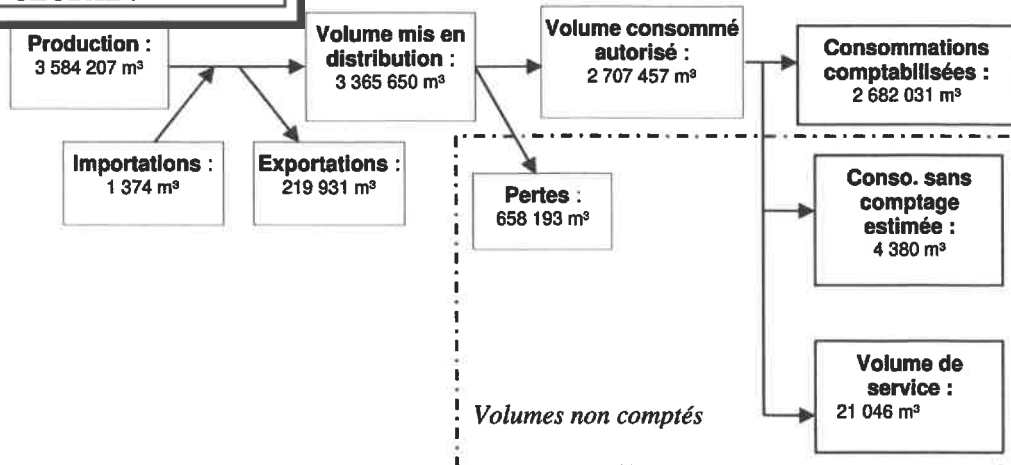 Production :
3 584 207 m³
Volume mis en
distribution :
3 365 650 m³
Volume consommé
autorisé :
2 707 457 m³
Consommations
comptabilisées :
2 682 031 m³
Importations :
1 374 m³
Exportations :
219 931 m³
Pertes :
658 193 m³
Conso. sans
comptage
estimée :
4 380 m³
Volume de
service :
21 046 m³
Volumes non comptés